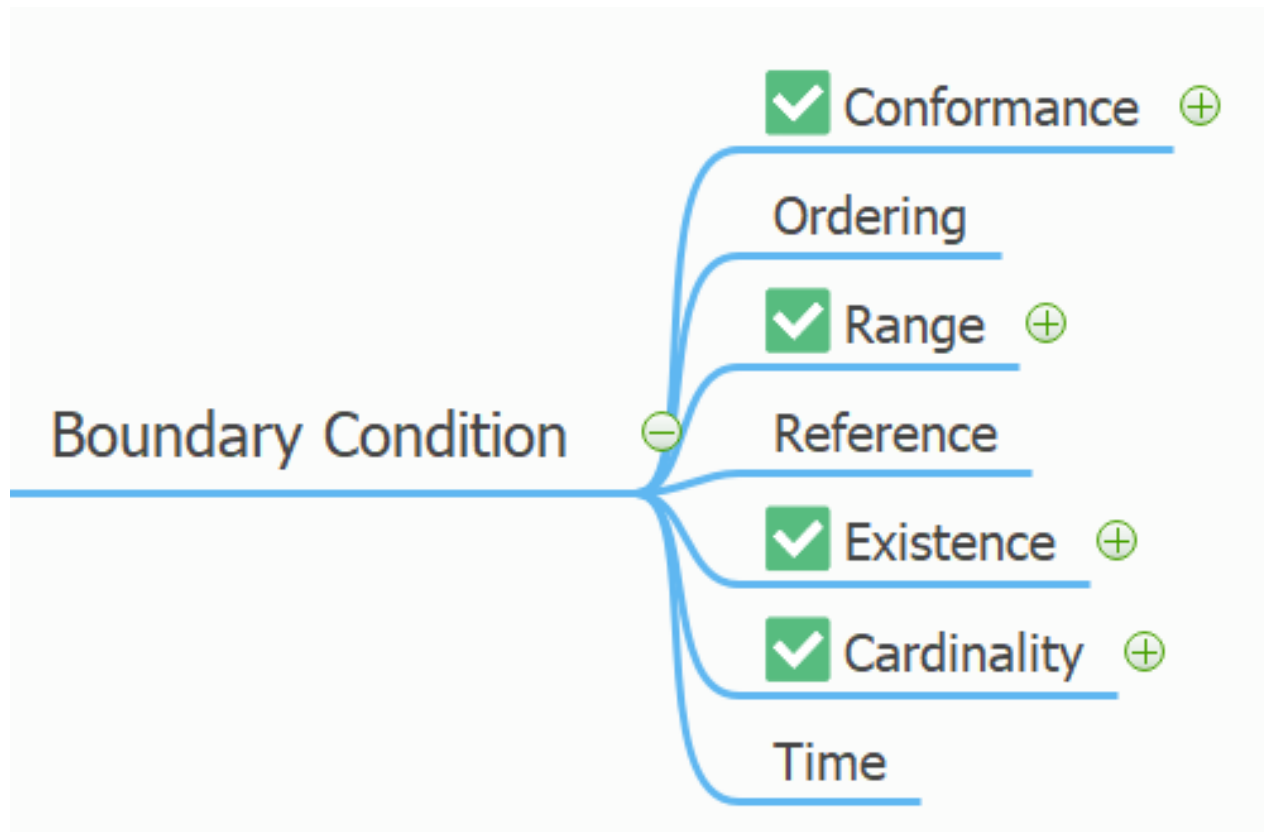 Conformance
Ordering
Range
Boundary Condition
Reference
Existence
Cardinality
Time